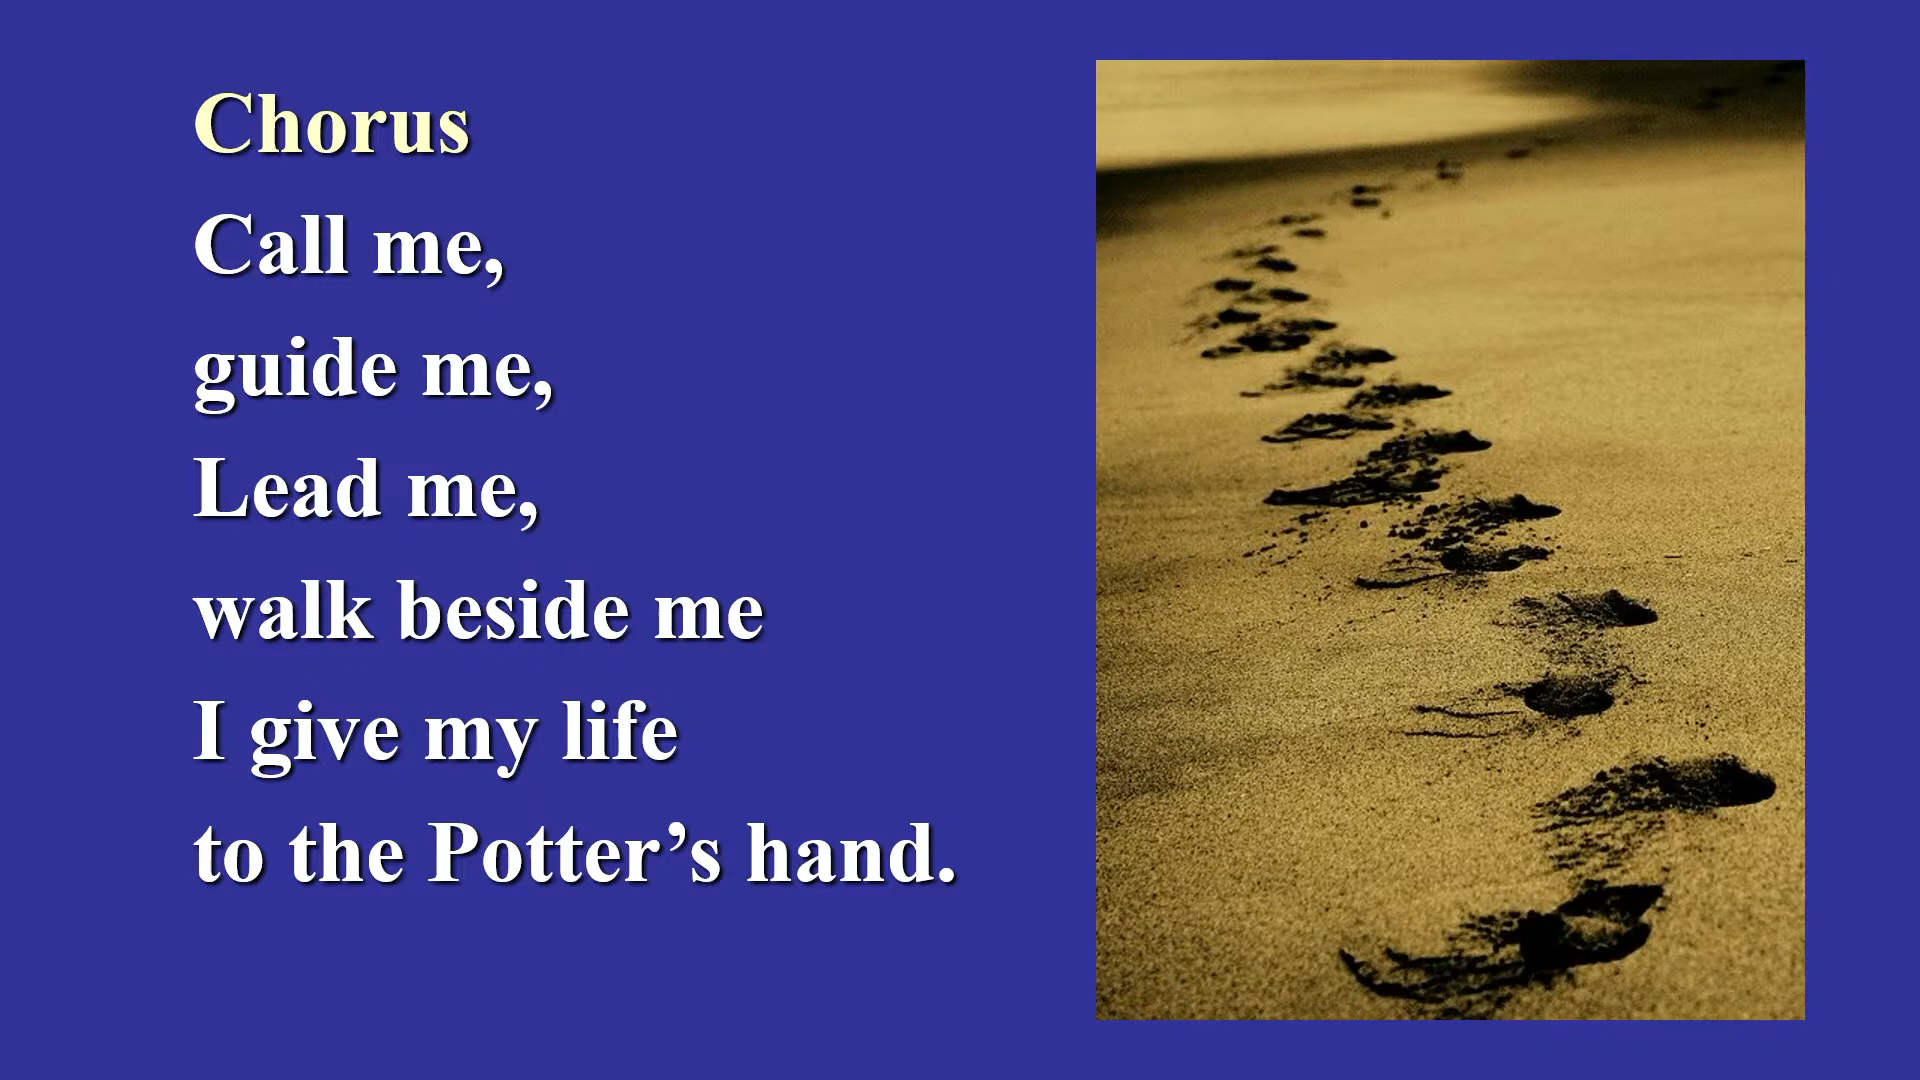 Chorus
Call me,
guide me,
Lead me,
walk beside me
I give my life
to the Potter’s hand.